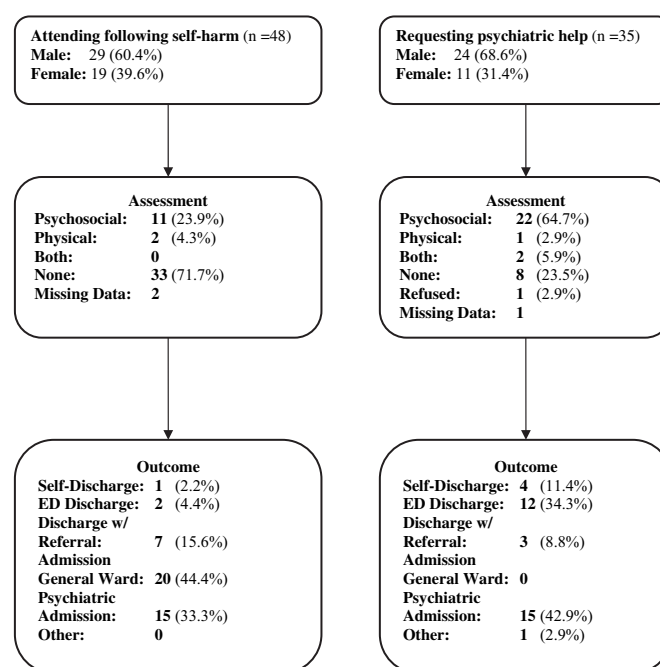 Attending following self-harm (n =48)
Male: 29 (60.4%)
Female: 19 (39.6%)
Assessment
Psychosocial: 11 (23.9%)
Physical: 2 (4.3%)
Both: 0
None: 33 (71.7%)
Missing Data: 2
Outcome
Self-Discharge: 1 (2.2%)
ED Discharge: 2 (4.4%)
Discharge w/
Referral: 7 (15.6%)
Admission
General Ward: 20 (44.4%)
Psychiatric
Admission: 15 (33.3%)
Other: 0
Requesting psychiatric help (n =35)
Male: 24 (68.6%)
Female: 11 (31.4%)
Assessment
Psychosocial: 22 (64.7%)
Physical: 1 (2.9%)
Both: 2 (5.9%)
None: 8 (23.5%)
Refused: 1 (2.9%)
Missing Data: 1
Outcome
Self-Discharge: 4 (11.4%)
ED Discharge: 12 (34.3%)
Discharge w/
Referral: 3 (8.8%)
Admission
General Ward: 0
Psychiatric
Admission: 15 (42.9%)
Other: 1 (2.9%)